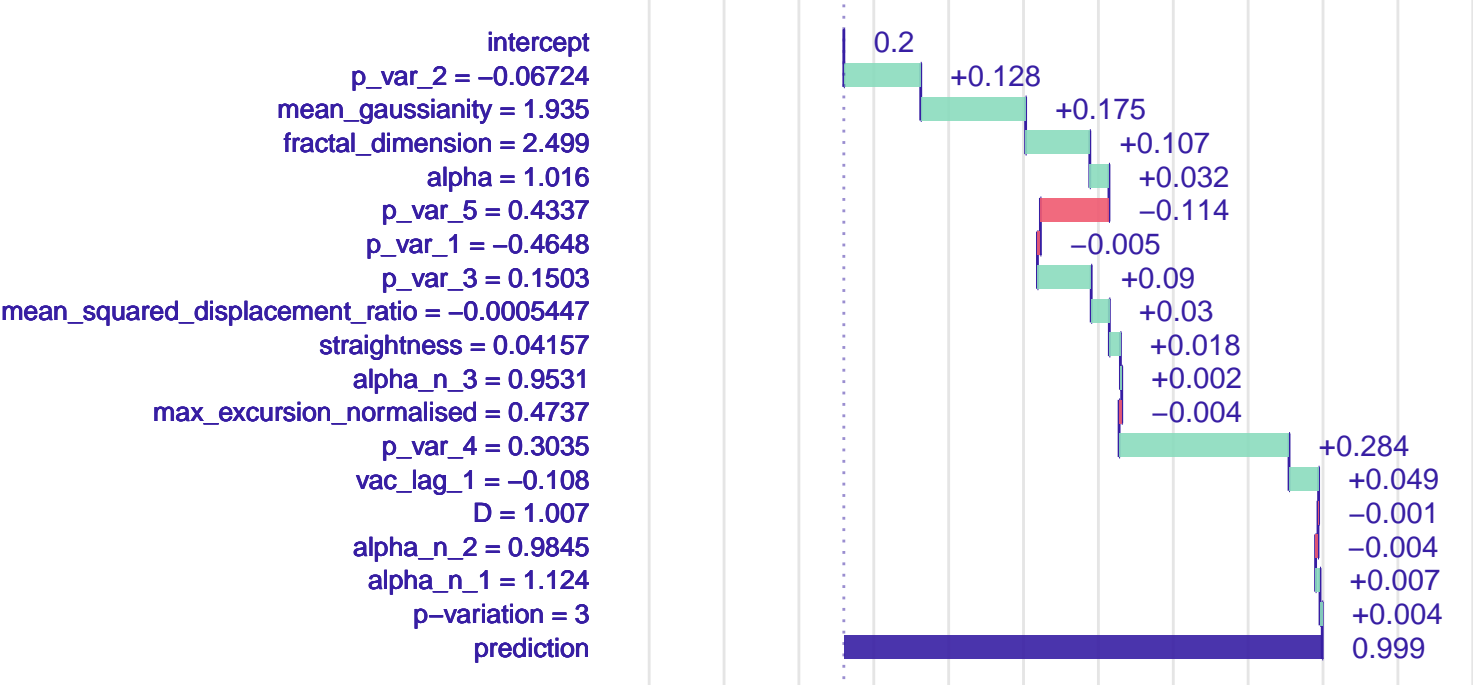 intercept 0.2
p_var_2 = −0.06724 +0.128
mean_gaussianity = 1.935 +0.175
fractal_dimension = 2.499 +0.107
alpha = 1.016 +0.032
p_var_5 = 0.4337 −0.114
p_var_1 = −0.4648 −0.005
p_var_3 = 0.1503 +0.09
mean_squared_displacement_ratio = −0.0005447 +0.03
straightness = 0.04157 +0.018
alpha_n_3 = 0.9531 +0.002
max_excursion_normalised = 0.4737 −0.004
p_var_4 = 0.3035 +0.284
vac_lag_1 = −0.108 +0.049
D = 1.007 −0.001
alpha_n_2 = 0.9845 −0.004
alpha_n_1 = 1.124 +0.007
p−variation = 3 +0.004
prediction 0.999